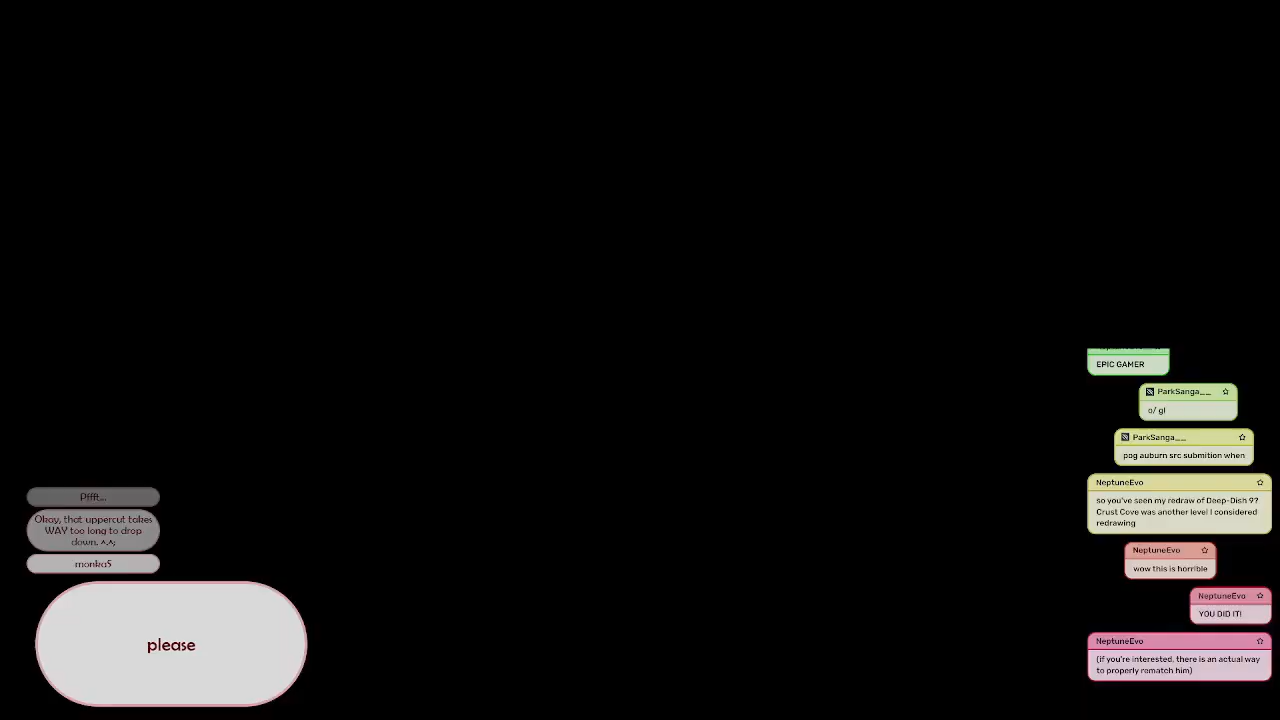 Pffft...
Okay, that uppercut takes
WAY too long to drop
down. ^.^;
monkaS
please
EPIC GAMER
ParkSanga__
o/ gl
ParkSanga__
pog auburn src submition when
NeptuneEvo
so you've seen my redraw of Deep-Dish 9?
Crust Cove was another level I considered
redrawing
NeptuneEvo
wow this is horrible
NeptuneEvo
YOU DID IT!
NeptuneEvo
(if you're interested, there is an actual way
to properly rematch him)